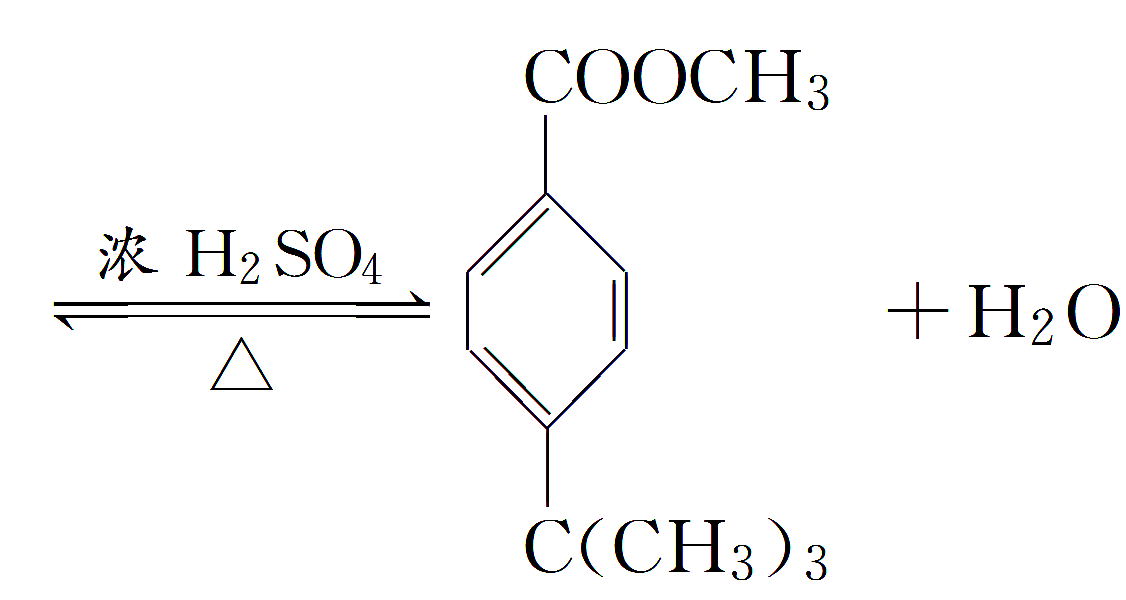 COOCH₃
浓 H₂SO₄
△
+H₂O
C(CH₃)₃